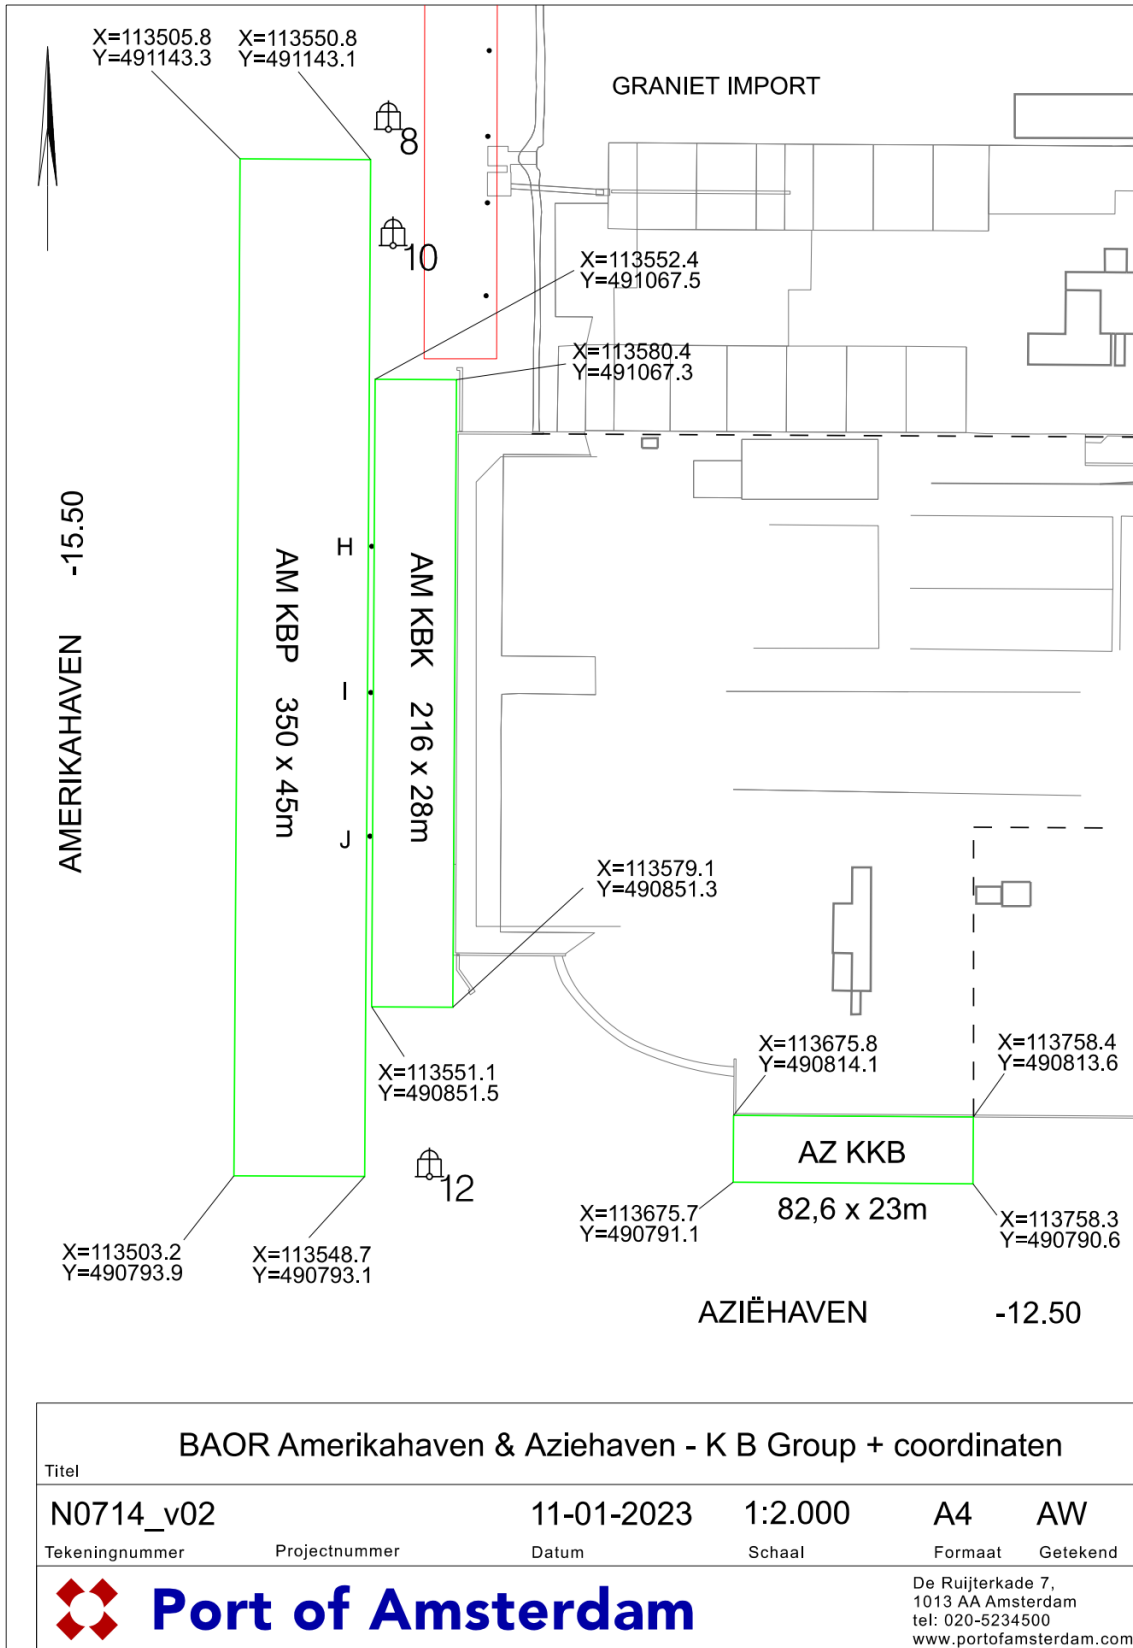 X=113505.8
Y=491143.3
X=113550.8
Y=491143.1
GRANIET IMPORT
8
10
X=113552.4
Y=491067.5
X=113580.4
Y=491067.3
AMERIKAHAVEN -15.50
H
I
J
AM KBP 350 x 45m
AM KBK 216 x 28m
X=113579.1
Y=490851.3
X=113551.1
Y=490851.5
X=113675.8
Y=490814.1
X=113758.4
Y=490813.6
AZ KKB
82,6 x 23m
12
X=113675.7
Y=490791.1
X=113758.3
Y=490790.6
X=113503.2
Y=490793.9
X=113548.7
Y=490793.1
AZIËHAVEN -12.50
BAOR Amerikahaven & Aziehaven - K B Group + coordinaten
Titel
N0714_v02 11-01-2023 1:2.000 A4 AW
Tekeningnummer Projectnummer Datum Schaal Formaat Getekend
Port of Amsterdam
De Ruijterkade 7,
1013 AA Amsterdam
tel: 020-5234500
www.portofamsterdam.com